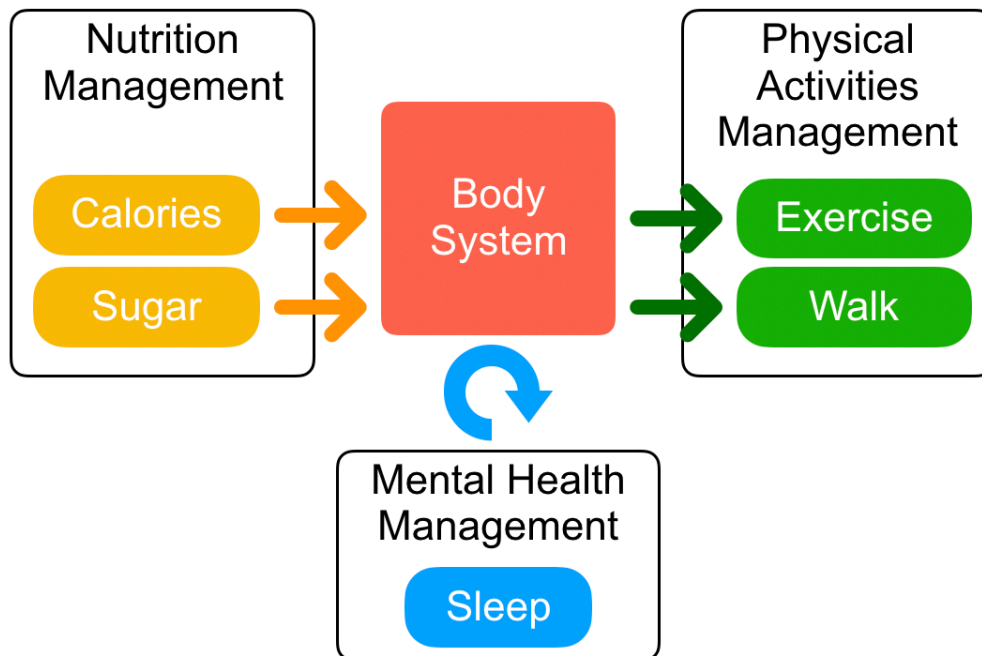 Nutrition
Management
Calories
Sugar
Body
System
Physical
Activities
Management
Exercise
Walk
Mental Health
Management
Sleep